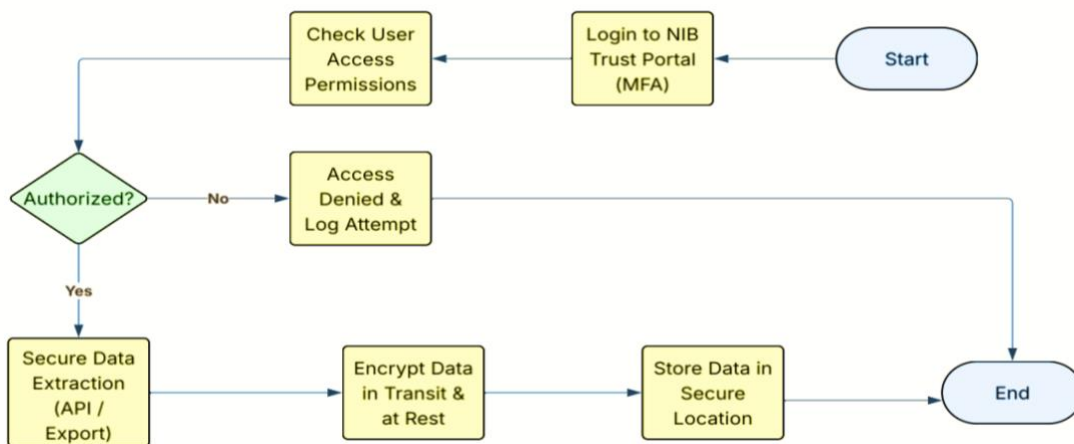 Check User
Access
Permissions
Login to NIB
Trust Portal
(MFA)
Start
Authorized?
No
Access
Denied &
Log Attempt
Yes
Secure Data
Extraction
(API /
Export)
Encrypt Data
in Transit &
at Rest
Store Data in
Secure
Location
End